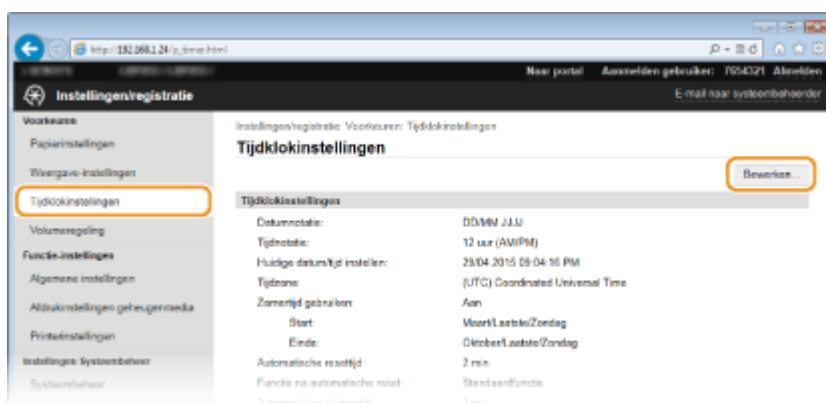 http://192.168.1.24/p_timer.html
Naar portal Aanmelden gebruiker: 7654321 Afmelden
Instellingen/registratie
E-mail naar systeembeheerder
Voorkeuren
Papierinstellingen
Weergave-instellingen
Tijdklokinstellingen
Volumeregeling
Functie-instellingen
Algemene instellingen
Afdrukinstellingen geheugenmedia
Printerinstellingen
Instellingen Systeembeheer
Systeembeheer
Instellingen/registratie: Voorkeuren: Tijdklokinstellingen
Tijdklokinstellingen
Bewerken...
Tijdklokinstellingen
Datumnotatie: DD/MM JJJJ
Tijdnotatie: 12 uur (AM/PM)
Huidige datum/tijd instellen: 29/04 2015 09:04:16 PM
Tijdzone: (UTC) Coordinated Universal Time
Zomertijd gebruiken: Aan
Start: Maart/Laatste/Zondag
Einde: Oktober/Laatste/Zondag
Automatische resettijd: 2 min.
Functie na automatische reset: Standaardfunctie